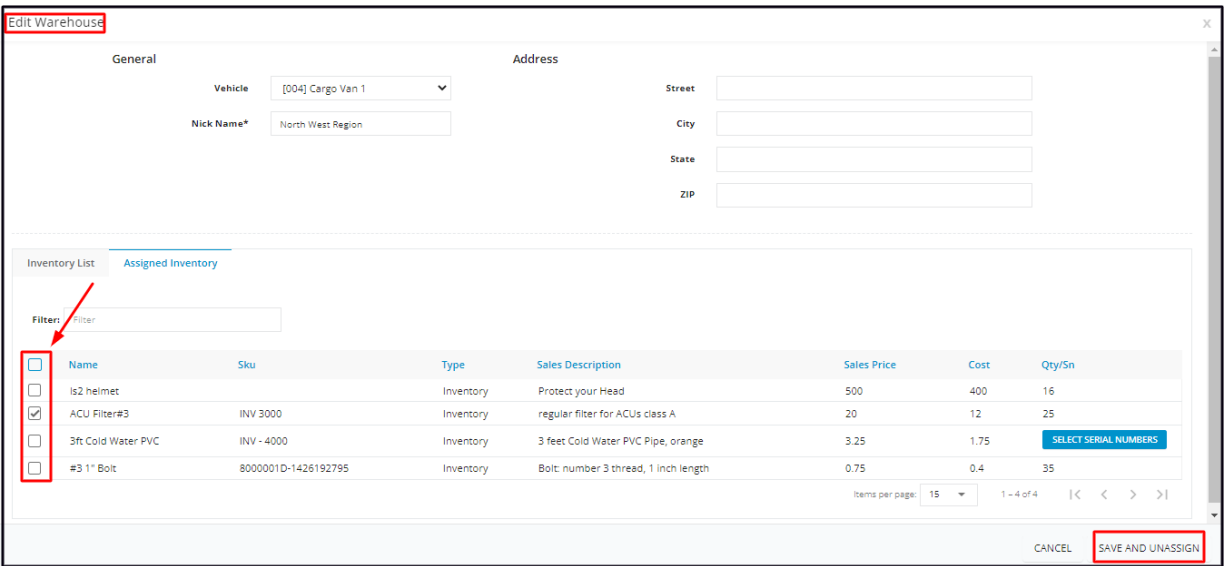 Edit Warehouse X
General Address
Vehicle [004] Cargo Van 1 Street
Nick Name* North West Region City
State
ZIP
Inventory List Assigned Inventory
Filter: Filter
Name Sku Type Sales Description Sales Price Cost Qty/Sn
ls2 helmet Inventory Protect your Head 500 400 16
ACU Filter#3 INV 3000 Inventory regular filter for ACUs class A 20 12 25
3ft Cold Water PVC INV - 4000 Inventory 3 feet Cold Water PVC Pipe, orange 3.25 1.75 SELECT SERIAL NUMBERS
#3 1" Bolt 8000001D-1426192795 Inventory Bolt: number 3 thread, 1 inch length 0.75 0.4 35
Items per page: 15 1 – 4 of 4
CANCEL SAVE AND UNASSIGN